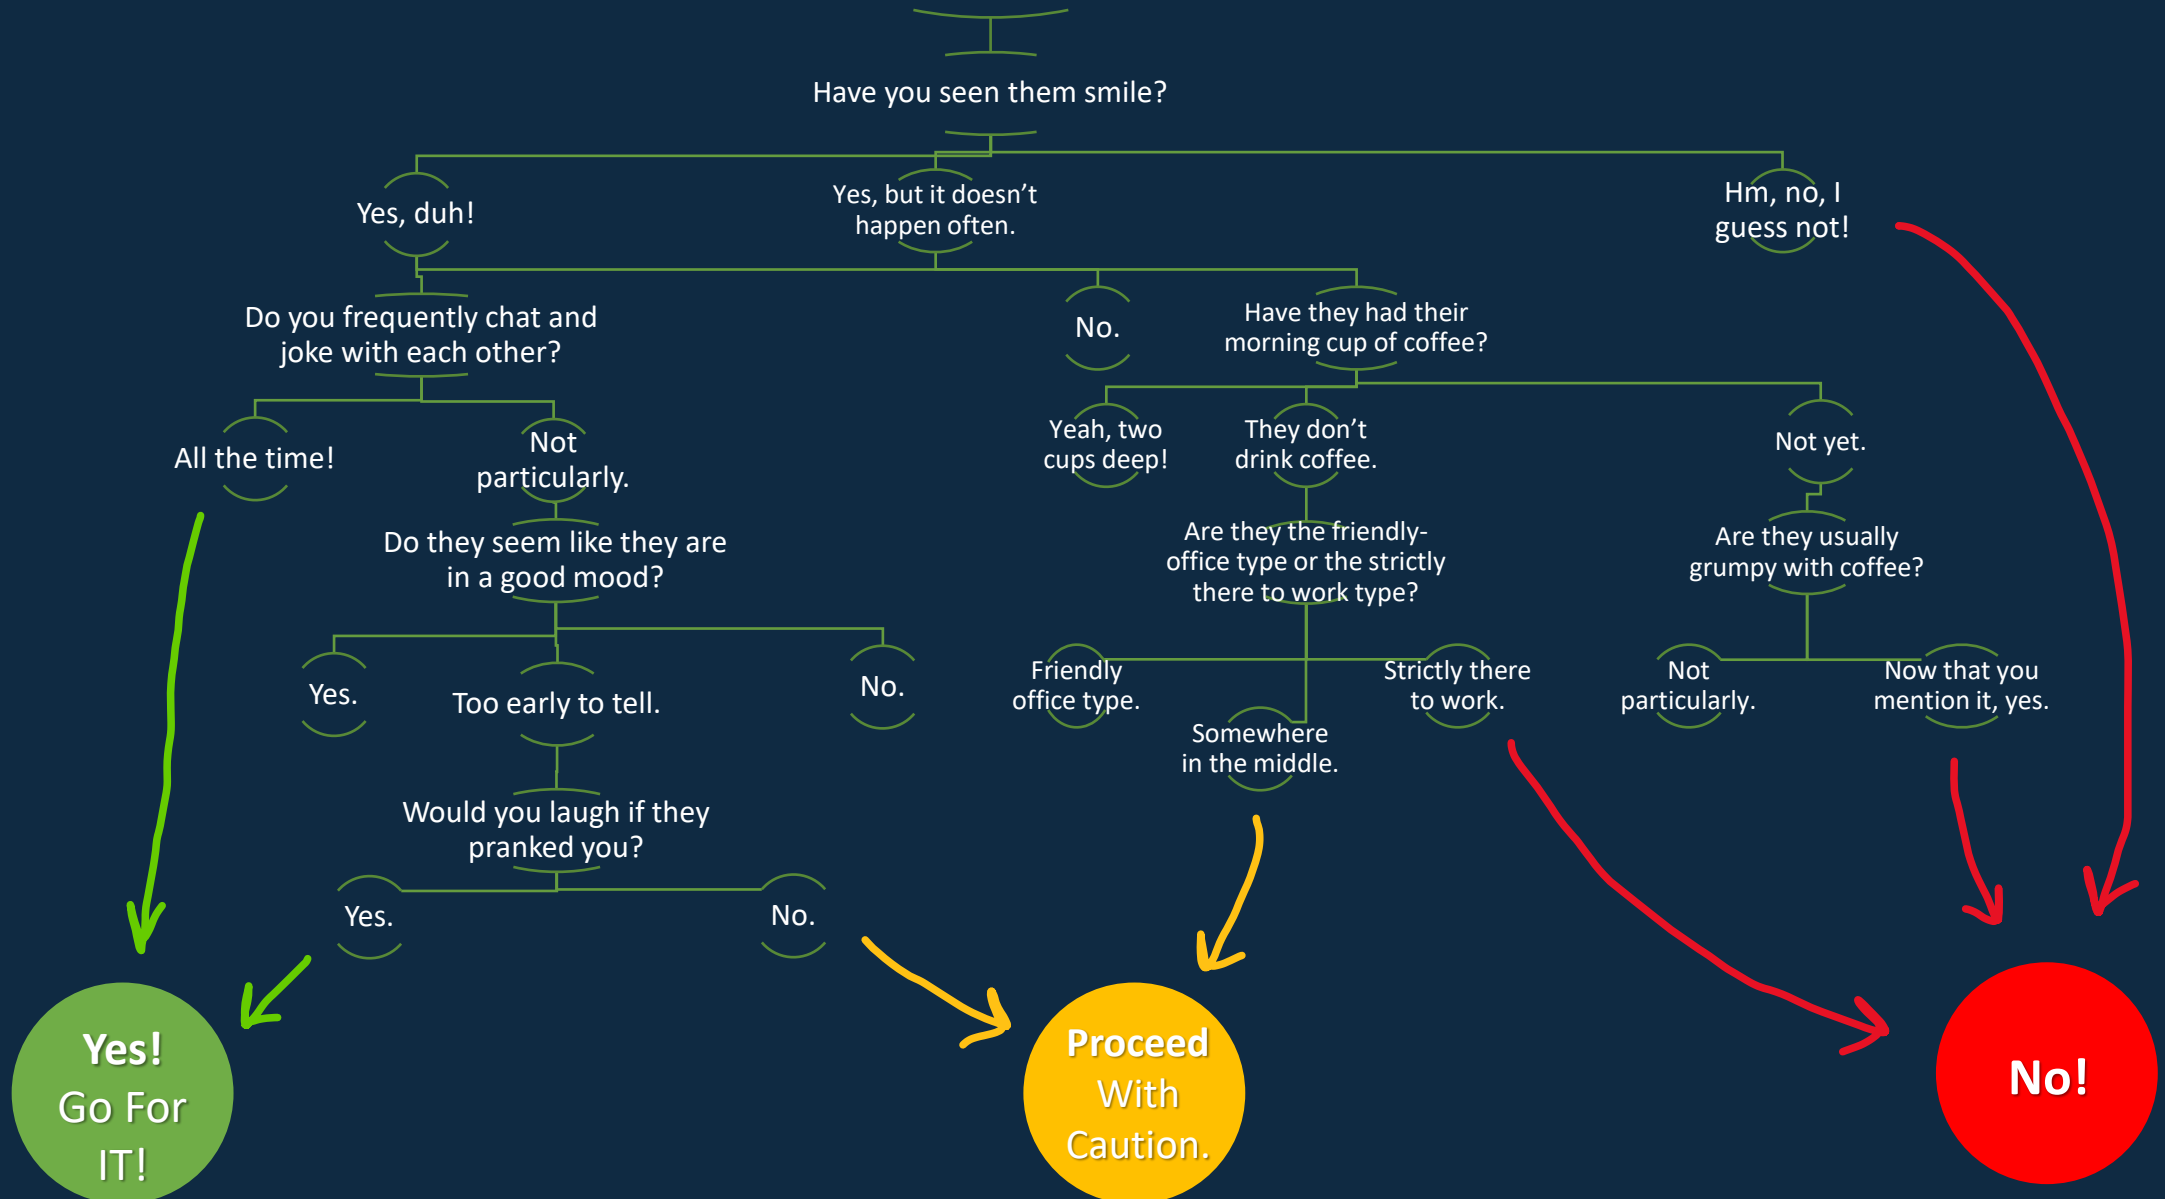 Have you seen them smile?
Yes, duh!
Yes, but it doesn't
happen often.
Hm, no, I
guess not!
Do you frequently chat and
joke with each other?
No.
Have they had their
morning cup of coffee?
All the time!
Not
particularly.
Yeah, two
cups deep!
They don't
drink coffee.
Not yet.
Do they seem like they are
in a good mood?
Are they the friendly-
office type or the strictly
there to work type?
Are they usually
grumpy with coffee?
Yes.
Too early to tell.
No.
Friendly
office type.
Somewhere
in the middle.
Strictly there
to work.
Not
particularly.
Now that you
mention it, yes.
Would you laugh if they
pranked you?
Yes.
No.
Yes!
Go For
IT!
Proceed
With
Caution.
No!